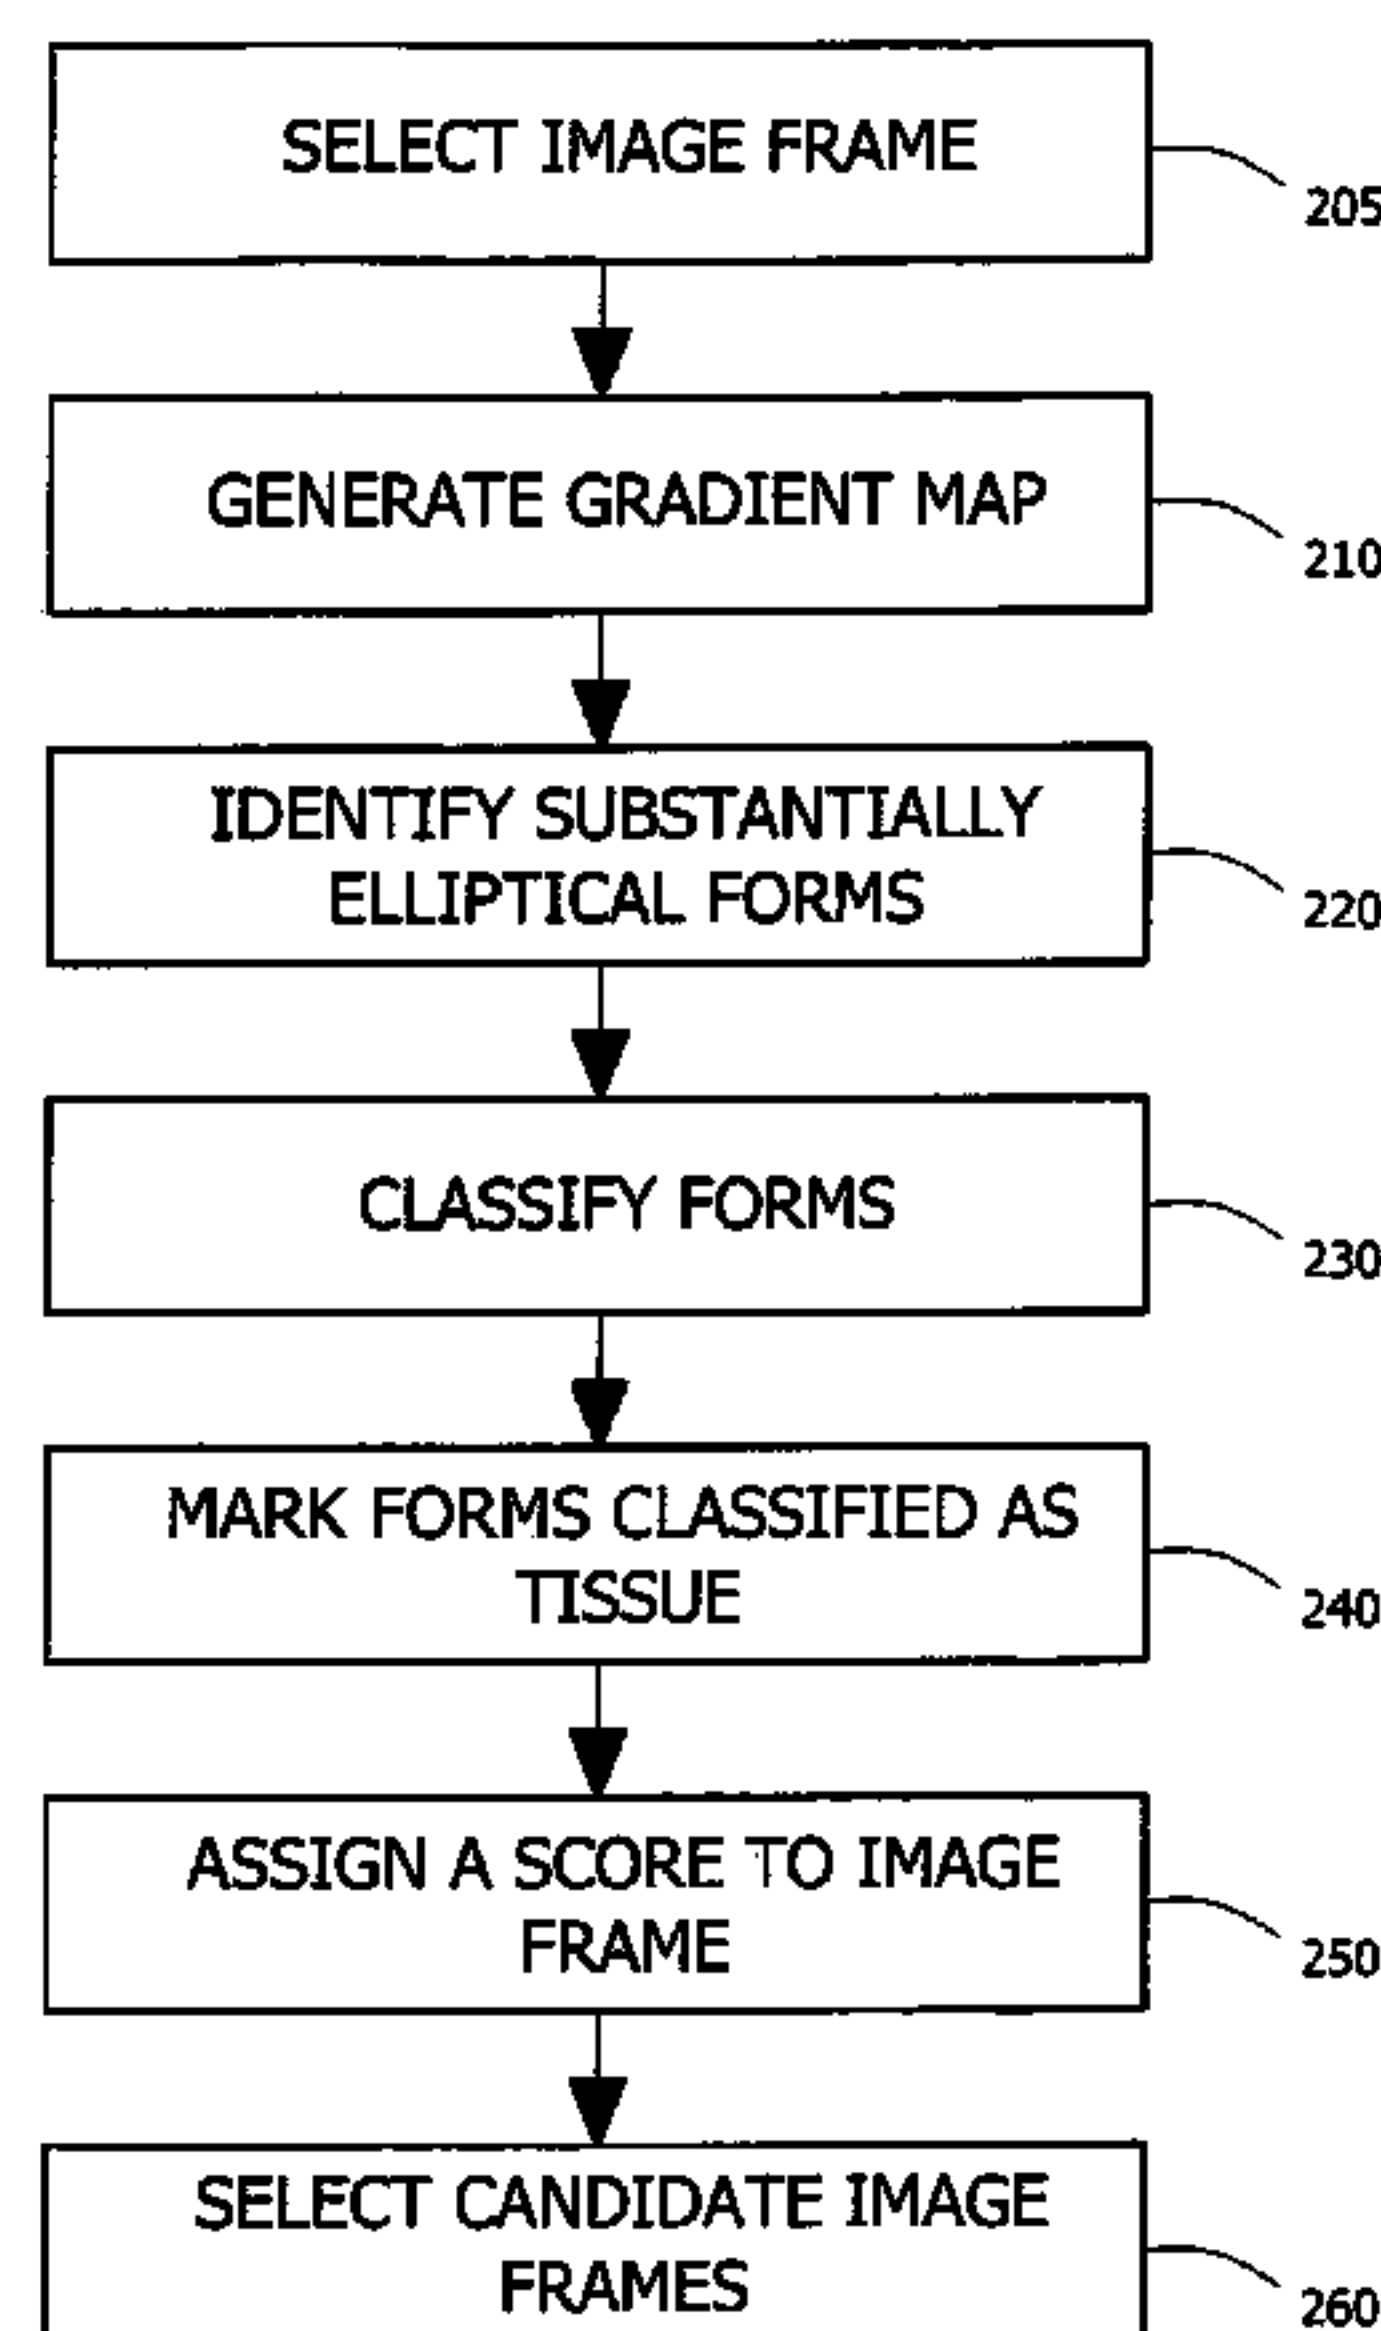 SELECT IMAGE FRAME
205
GENERATE GRADIENT MAP
210
IDENTIFY SUBSTANTIALLY
ELLIPTICAL FORMS
220
CLASSIFY FORMS
230
MARK FORMS CLASSIFIED AS
TISSUE
240
ASSIGN A SCORE TO IMAGE
FRAME
250
SELECT CANDIDATE IMAGE
FRAMES
260